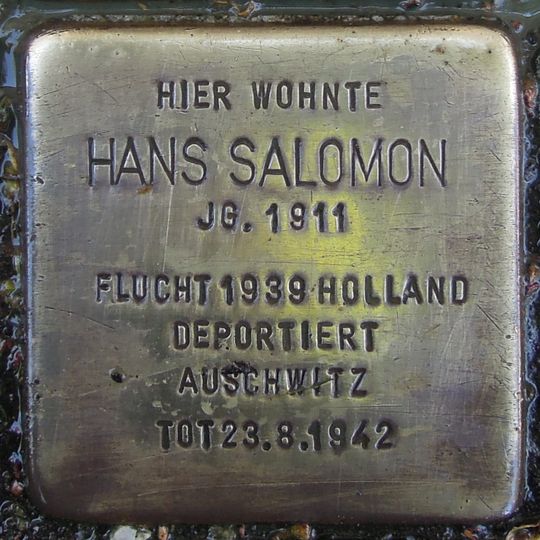 HIER WOHNTE
HANS SALOMON
JG. 1911
FLUCHT 1939 HOLLAND
DEPORTIERT
AUSCHWITZ
TOT 23.8.1942